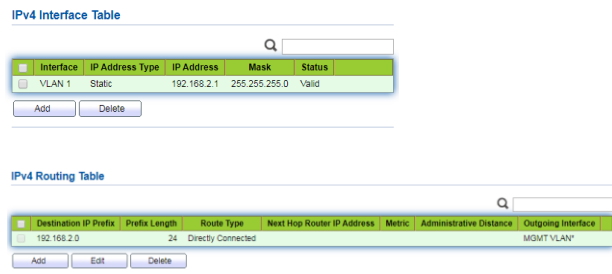 IPv4 Interface Table
Interface IP Address Type IP Address Mask Status
VLAN 1 Static 192.168.2.1 255.255.255.0 Valid
Add Delete
IPv4 Routing Table
Destination IP Prefix Prefix Length Route Type Next Hop Router IP Address Metric Administrative Distance Outgoing Interface
192.168.2.0 24 Directly Connected MGMT VLAN*
Add Edit Delete